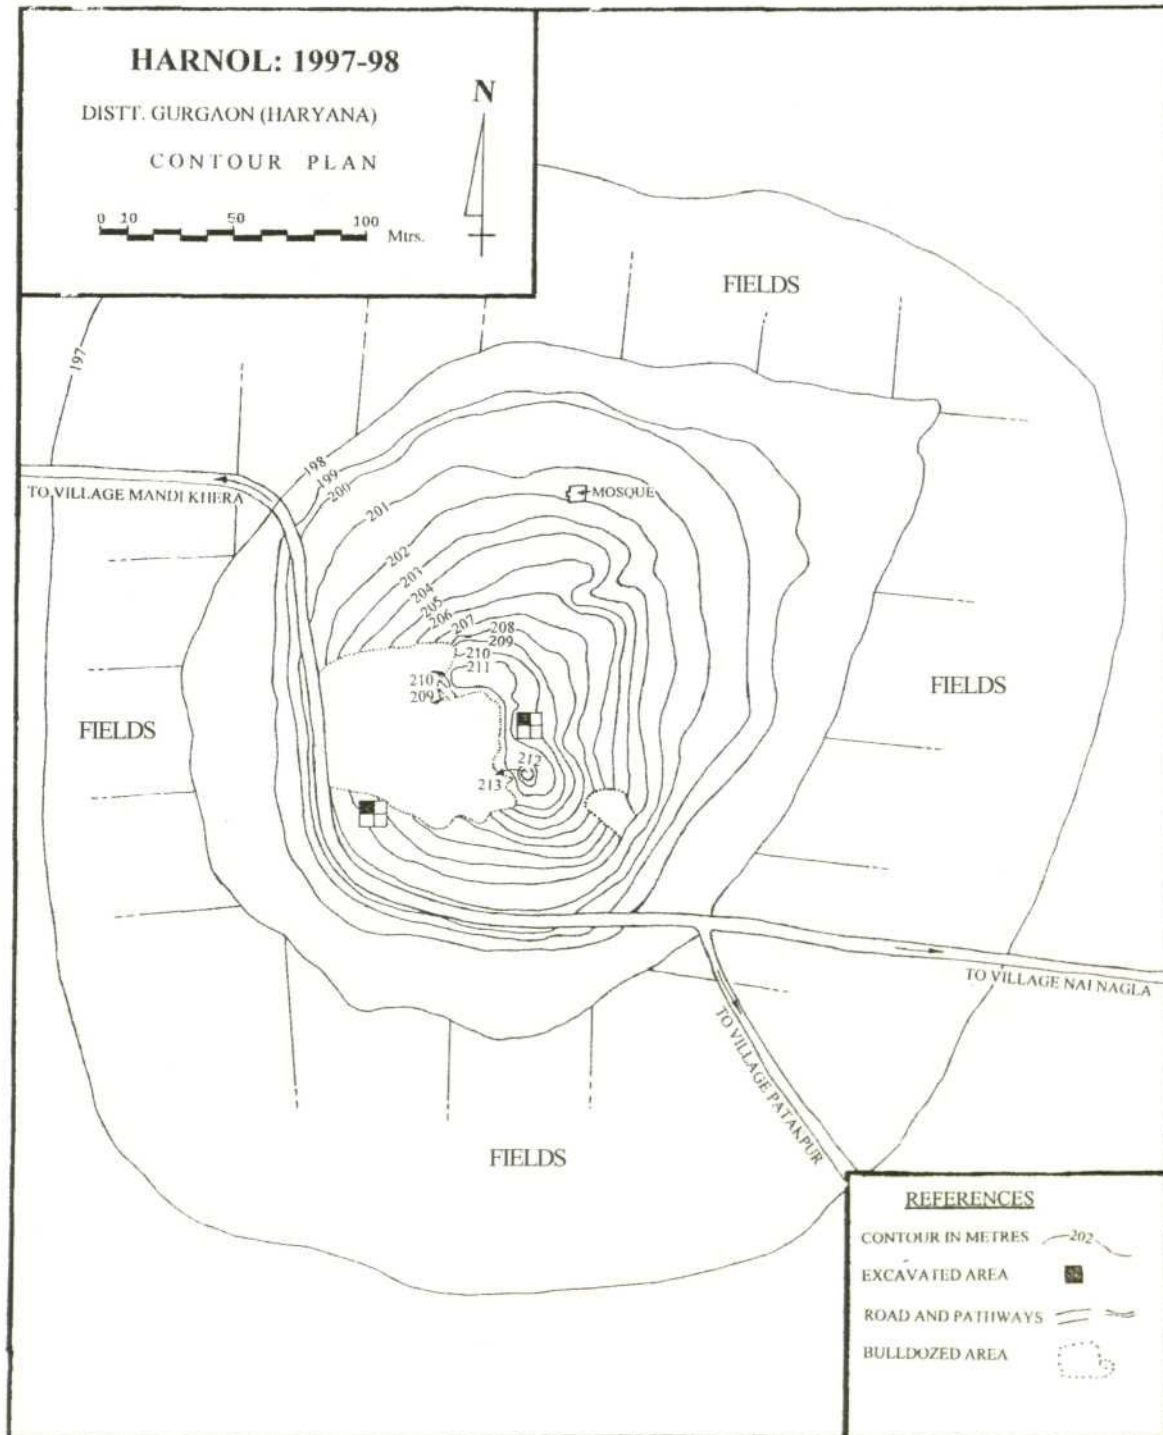 HARNOL: 1997-98
DISTT. GURGAON (HARYANA)
CONTOUR PLAN
N
0 10 50 100 Mtrs.
FIELDS
197
198
199
200
201
202
203
204
205
206
207
208
209
210
211
MOSQUE
TO VILLAGE MANDI KHERA
210
209
FIELDS
FIELDS
212
213
TO VILLAGE NAI NAGLA
TO VILLAGE PATAKPUR
FIELDS
REFERENCES
CONTOUR IN METRES 202
EXCAVATED AREA
ROAD AND PATHWAYS
BULLDOZED AREA